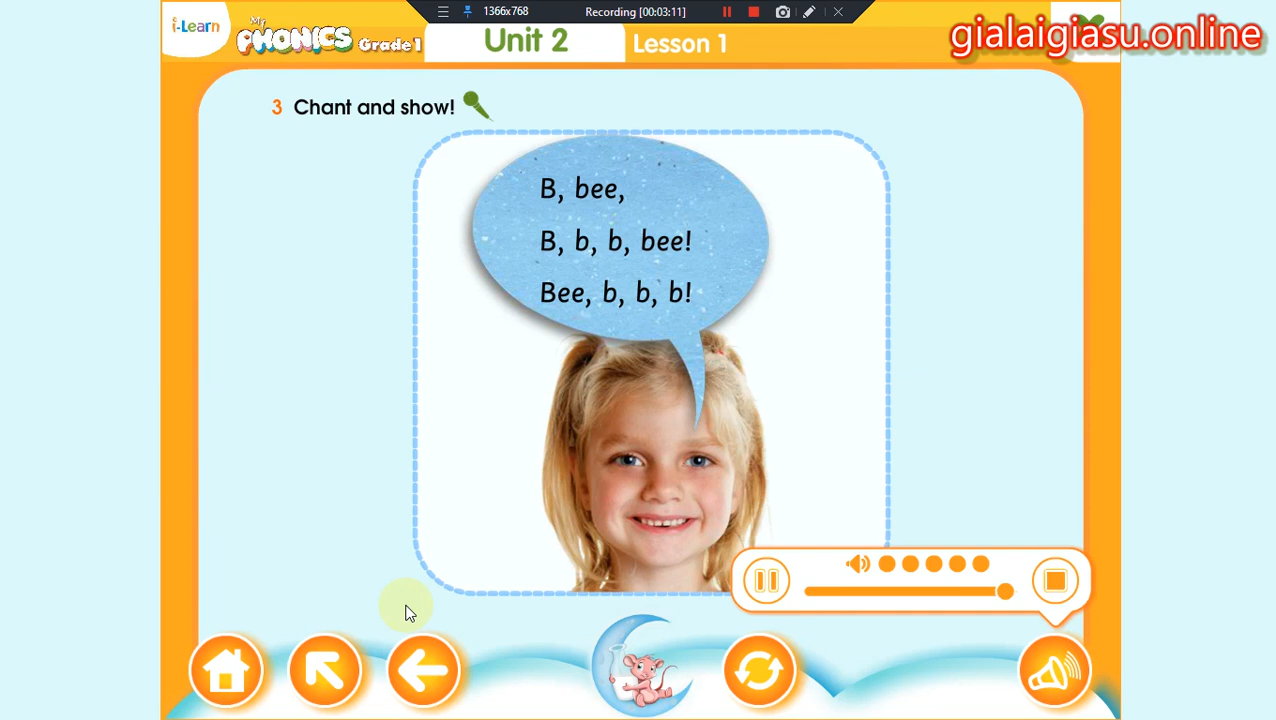 1366x768
Recording [00:03:11]
i-Learn
My
PHONICS Grade 1
Unit 2
Lesson 1
gialaigiasu.online
3 Chant and show!
B, bee,
B, b, b, bee!
Bee, b, b, b!